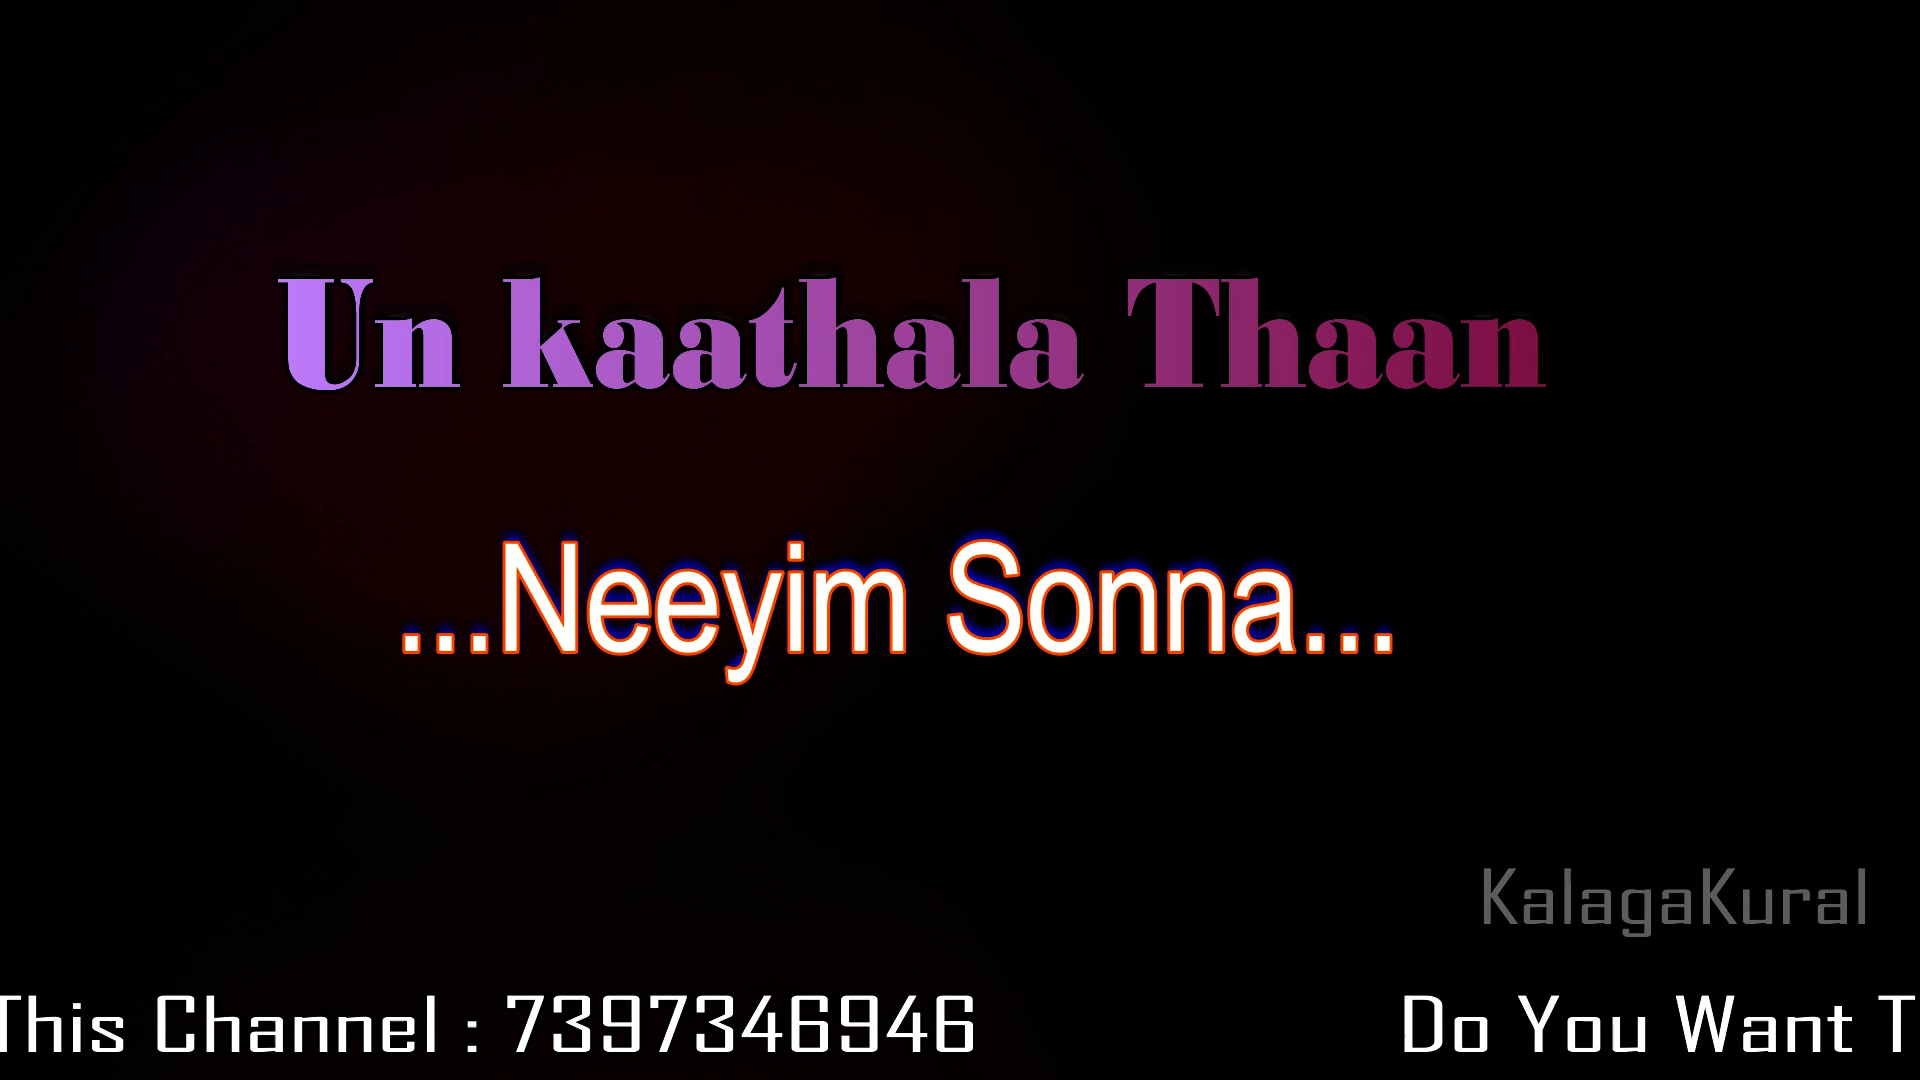 Un kaathala Thaan
...Neeyim Sonna...
KalagaKural
This Channel : 7397346946 Do You Want T